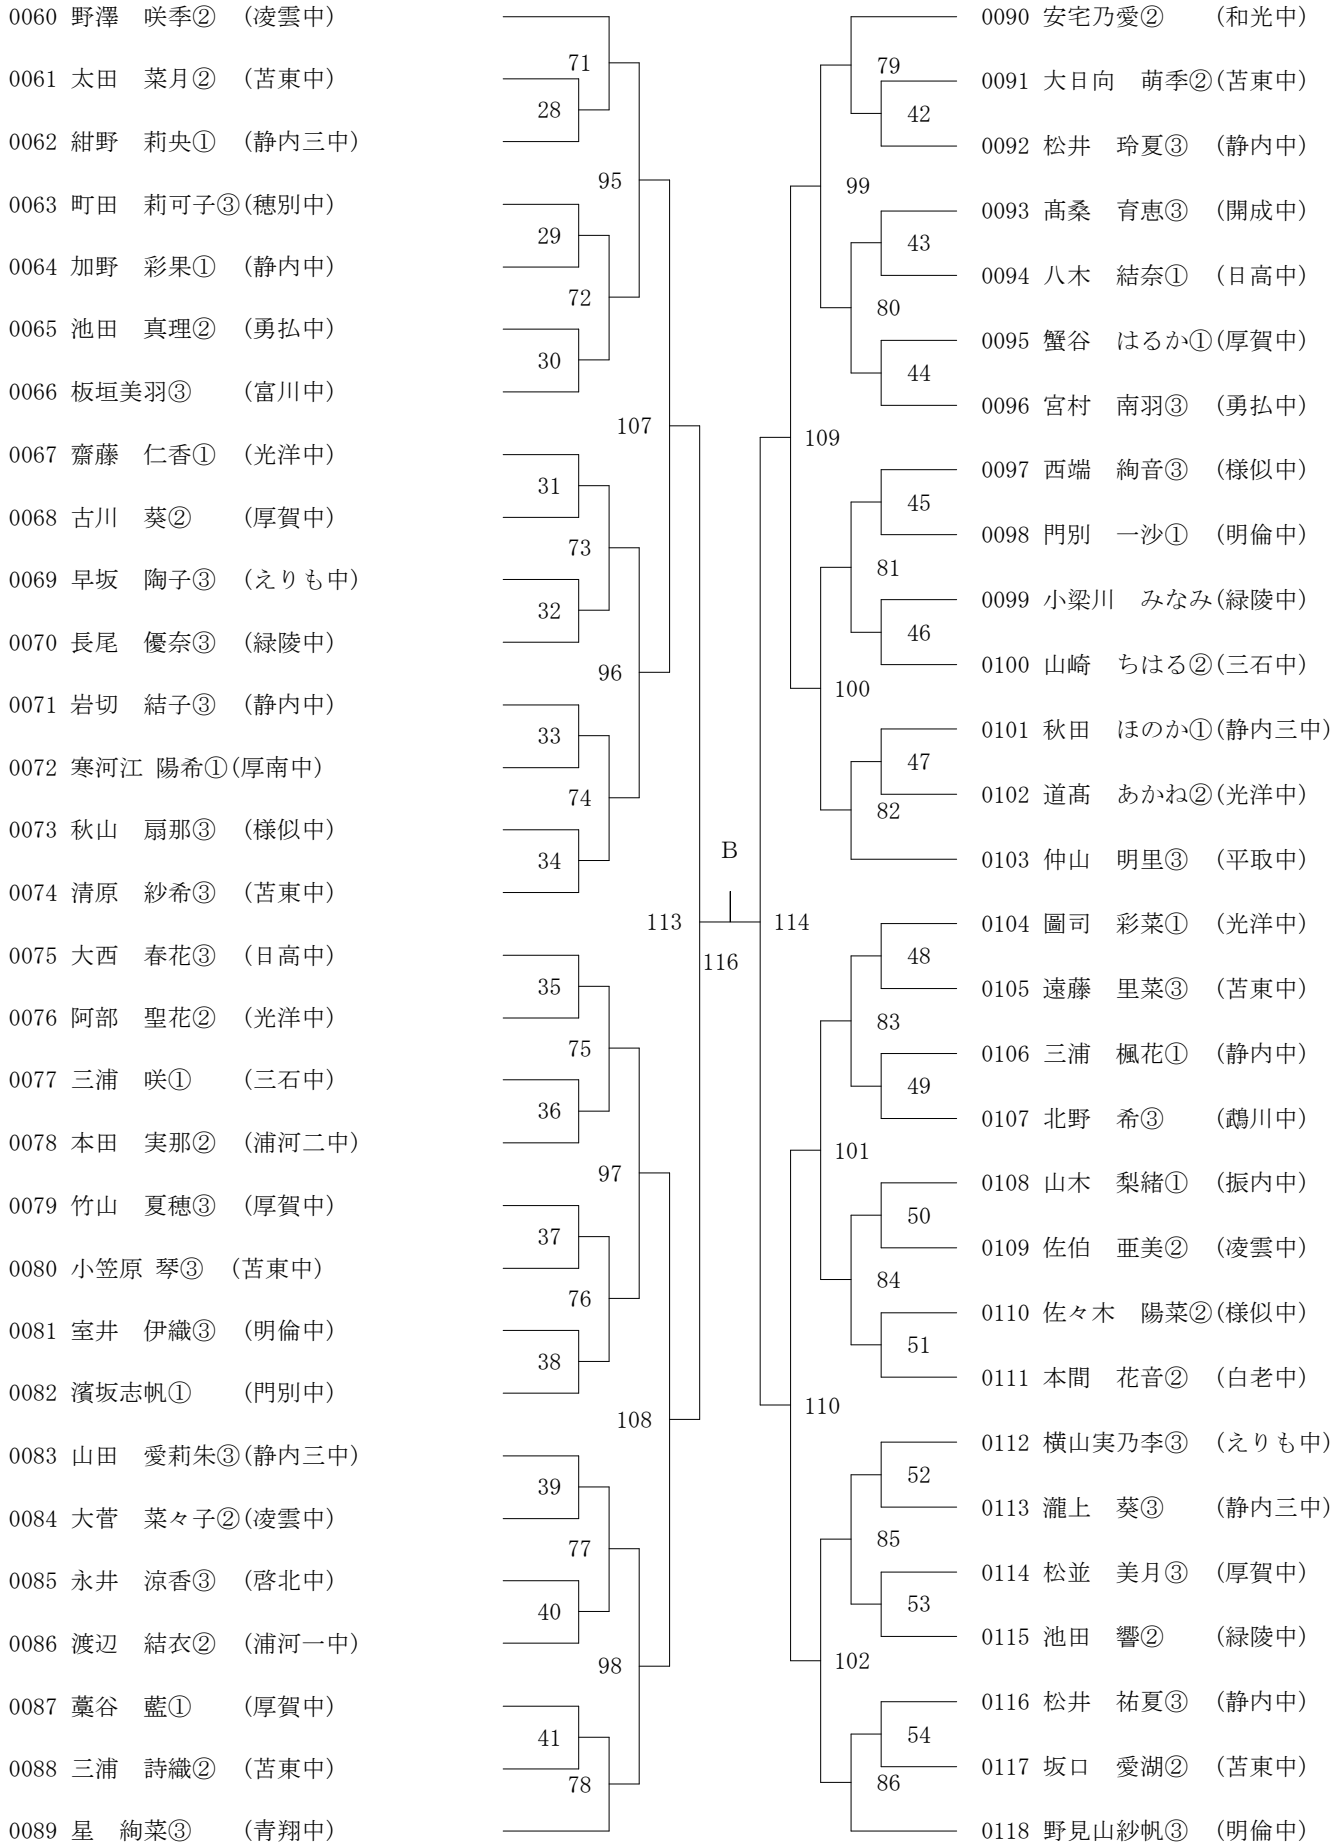 0060 野澤　咲季②　(凌雲中)
0061 太田　菜月②　(苫東中)
0062 紺野　莉央①　(静内三中)
0063 町田　莉可子③(穂別中)
0064 加野　彩果①　(静内中)
0065 池田　真理②　(勇払中)
0066 板垣美羽③　　(富川中)
0067 齋藤　仁香①　(光洋中)
0068 古川　葵②　　(厚賀中)
0069 早坂　陶子③　(えりも中)
0070 長尾　優奈③　(緑陵中)
0071 岩切　結子③　(静内中)
0072 寒河江 陽希①(厚南中)
0073 秋山　扇那③　(様似中)
0074 清原　紗希③　(苫東中)
0075 大西　春花③　(日高中)
0076 阿部　聖花②　(光洋中)
0077 三浦　咲①　　(三石中)
0078 本田　実那②　(浦河二中)
0079 竹山　夏穂③　(厚賀中)
0080 小笠原 琴③　(苫東中)
0081 室井　伊織③　(明倫中)
0082 濱坂志帆①　　(門別中)
0083 山田　愛莉朱③(静内三中)
0084 大菅　菜々子②(凌雲中)
0085 永井　涼香③　(啓北中)
0086 渡辺　結衣②　(浦河一中)
0087 藁谷　藍①　　(厚賀中)
0088 三浦　詩織②　(苫東中)
0089 星　絢菜③　　(青翔中)
71
28
95
29
72
30
107
31
73
32
96
33
74
34
113
35
75
36
97
37
76
38
108
39
77
40
98
41
78
B
116
114
79
42
99
43
80
44
109
45
81
46
100
47
82
48
83
49
101
50
84
51
110
52
85
53
102
54
86
0090 安宅乃愛②　　(和光中)
0091 大日向　萌季②(苫東中)
0092 松井　玲夏③　(静内中)
0093 髙桑　育恵③　(開成中)
0094 八木　結奈①　(日高中)
0095 蟹谷　はるか①(厚賀中)
0096 宮村　南羽③　(勇払中)
0097 西端　絢音③　(様似中)
0098 門別　一沙①　(明倫中)
0099 小梁川　みなみ(緑陵中)
0100 山崎　ちはる②(三石中)
0101 秋田　ほのか①(静内三中)
0102 道髙　あかね②(光洋中)
0103 仲山　明里③　(平取中)
0104 圖司　彩菜①　(光洋中)
0105 遠藤　里菜③　(苫東中)
0106 三浦　楓花①　(静内中)
0107 北野　希③　　(鵡川中)
0108 山木　梨緒①　(振内中)
0109 佐伯　亜美②　(凌雲中)
0110 佐々木　陽菜②(様似中)
0111 本間　花音②　(白老中)
0112 横山実乃李③　(えりも中)
0113 瀧上　葵③　　(静内三中)
0114 松並　美月③　(厚賀中)
0115 池田　響②　　(緑陵中)
0116 松井　祐夏③　(静内中)
0117 坂口　愛湖②　(苫東中)
0118 野見山紗帆③　(明倫中)